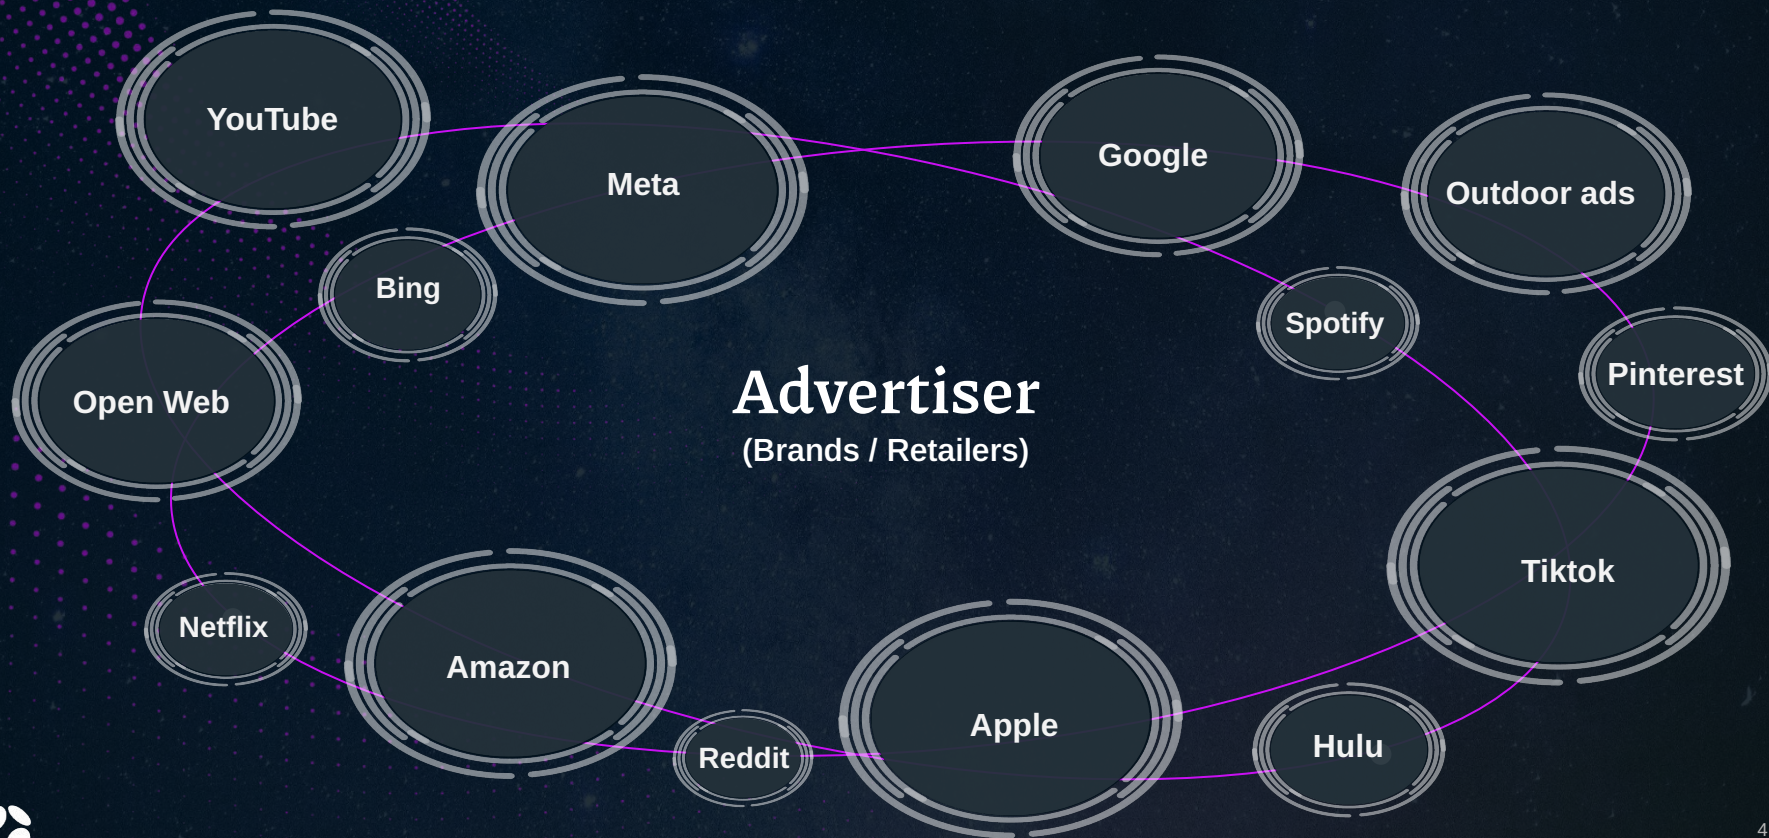 YouTube
Meta
Google
Outdoor ads
Bing
Spotify
Pinterest
Open Web
Advertiser
(Brands / Retailers)
Tiktok
Netflix
Amazon
Apple
Reddit
Hulu
4